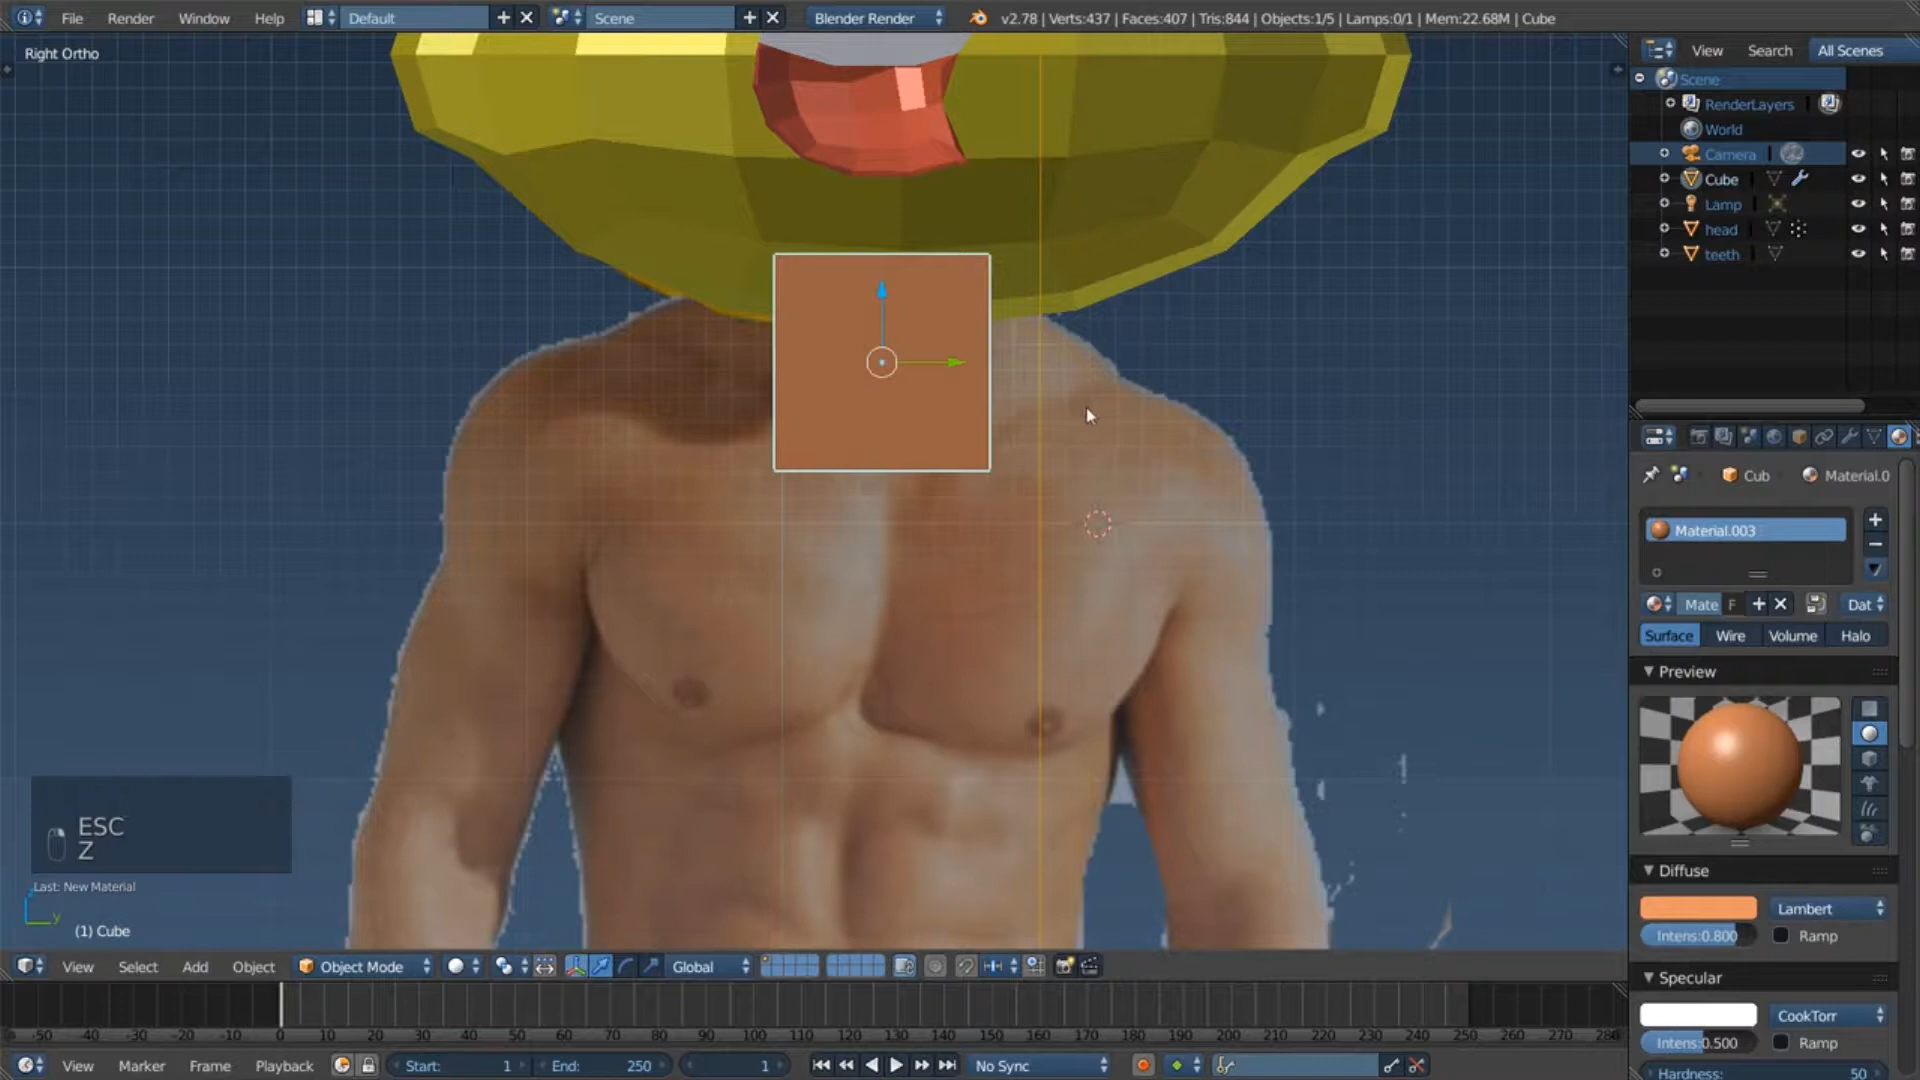 File Render Window Help Default Scene Blender Render v2.78 | Verts:437 | Faces:407 | Tris:844 | Objects:1/5 | Lamps:0/1 | Mem:22.68M | Cube
Right Ortho
View Search All Scenes
Scene
RenderLayers
World
Camera
Cube
Lamp
head
teeth
Cub Material.0
Material.003
Mate F Dat
Surface Wire Volume Halo
Preview
Diffuse
Lambert
Intens:0.800 Ramp
Specular
CookTorr
Intens:0.500 Ramp
Hardness: 50
ESC
Z
Last: New Material
y
(1) Cube
View Select Add Object Object Mode Global
-50 -40 -30 -20 -10 0 10 20 30 40 50 60 70 80 90 100 110 120 130 140 150 160 170 180 190 200 210 220 230 240 250 260 270 280
View Marker Frame Playback Start: 1 End: 250 1 No Sync